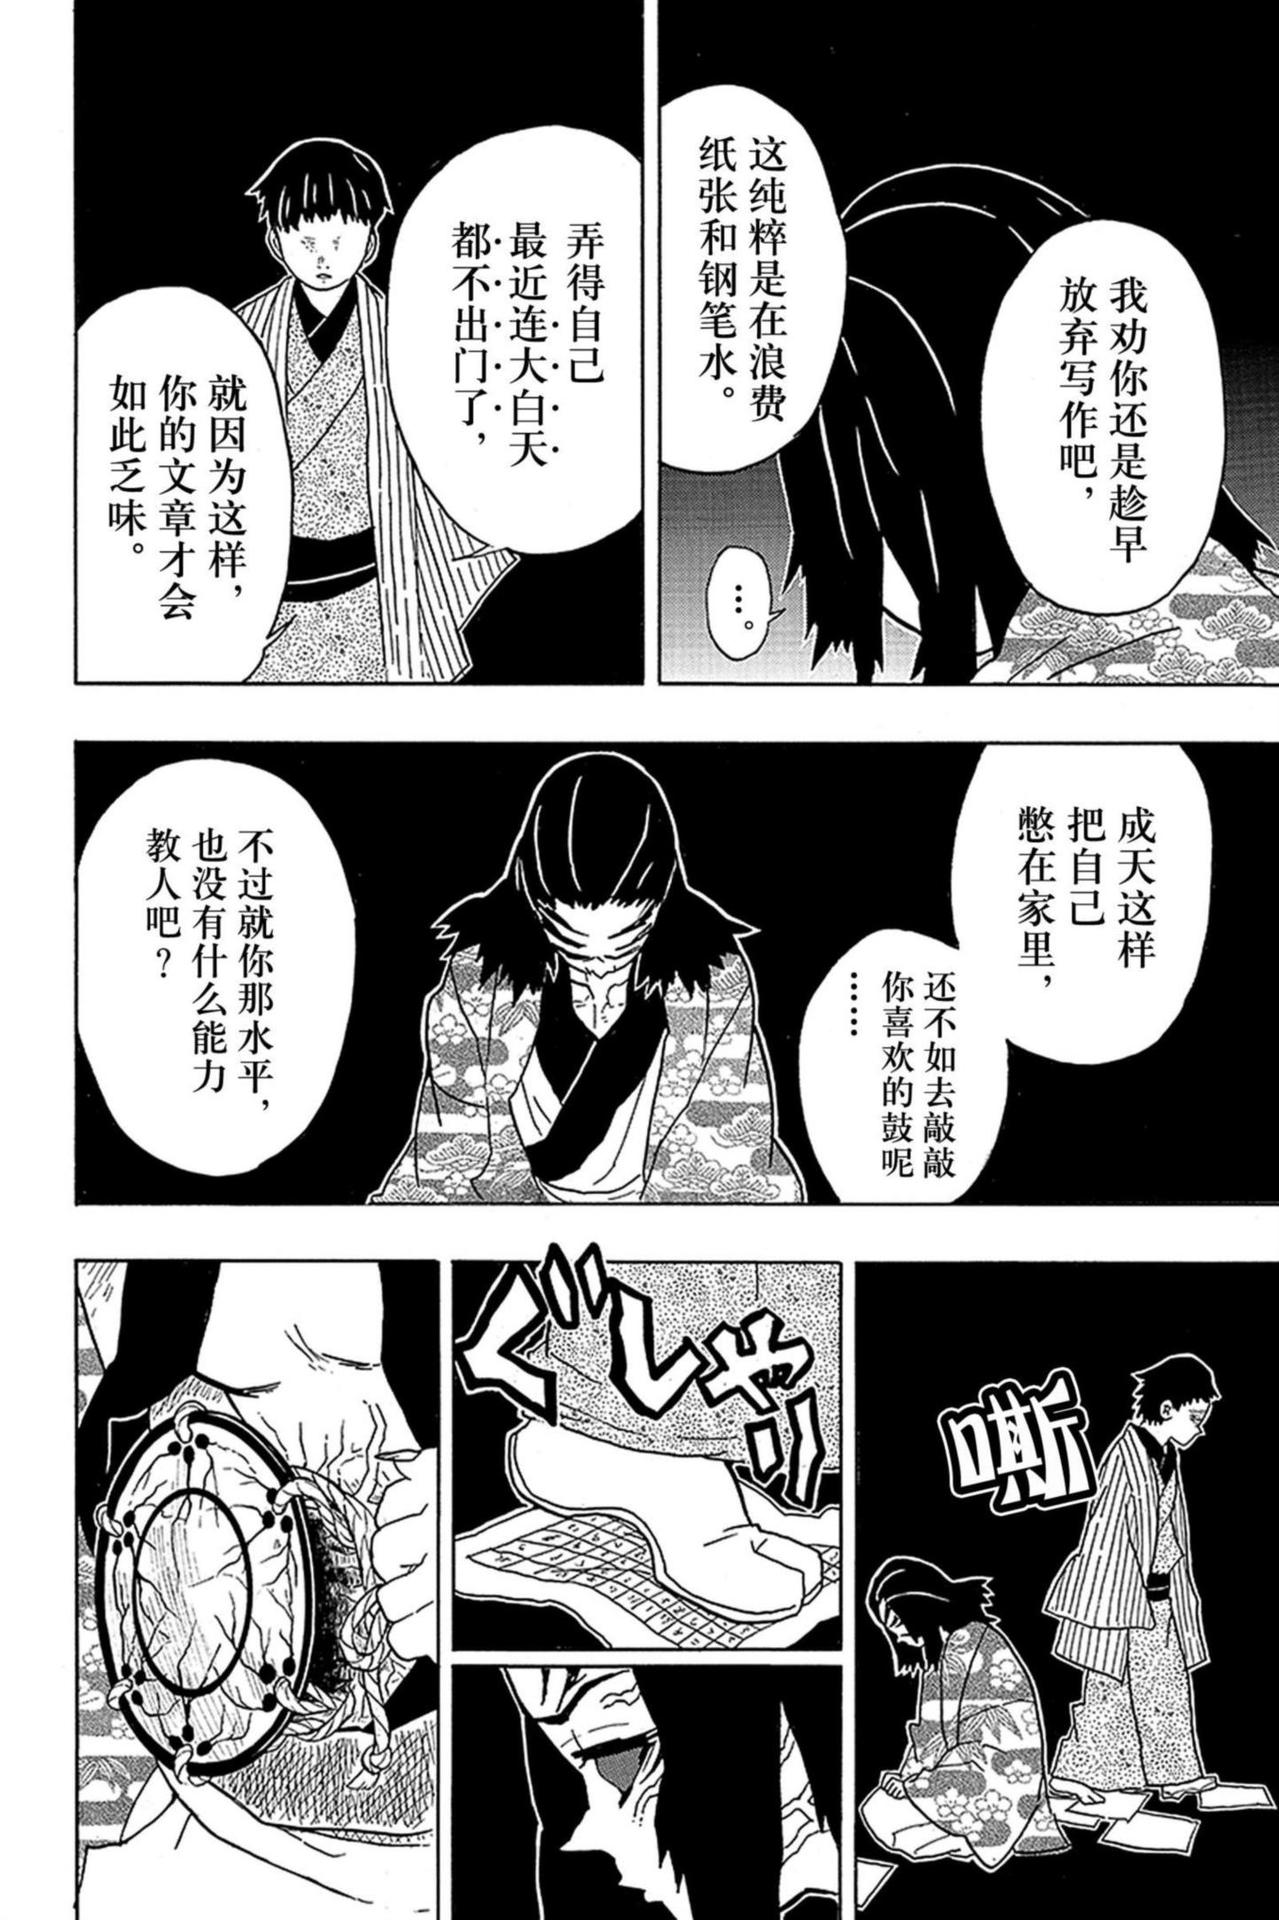 我劝你还是趁早
放弃写作吧，
这纯粹是在浪费
纸张和钢笔水。
…。
弄得自己
最近连大白天
都不出门了，
就因为这样，
你的文章才会
如此乏味。
成天这样
把自己
憋在家里，
还不如去敲敲
你喜欢的鼓呢
……
不过就你那水平，
也没有什么能力
教人吧？
嘶
ぐしゃッ